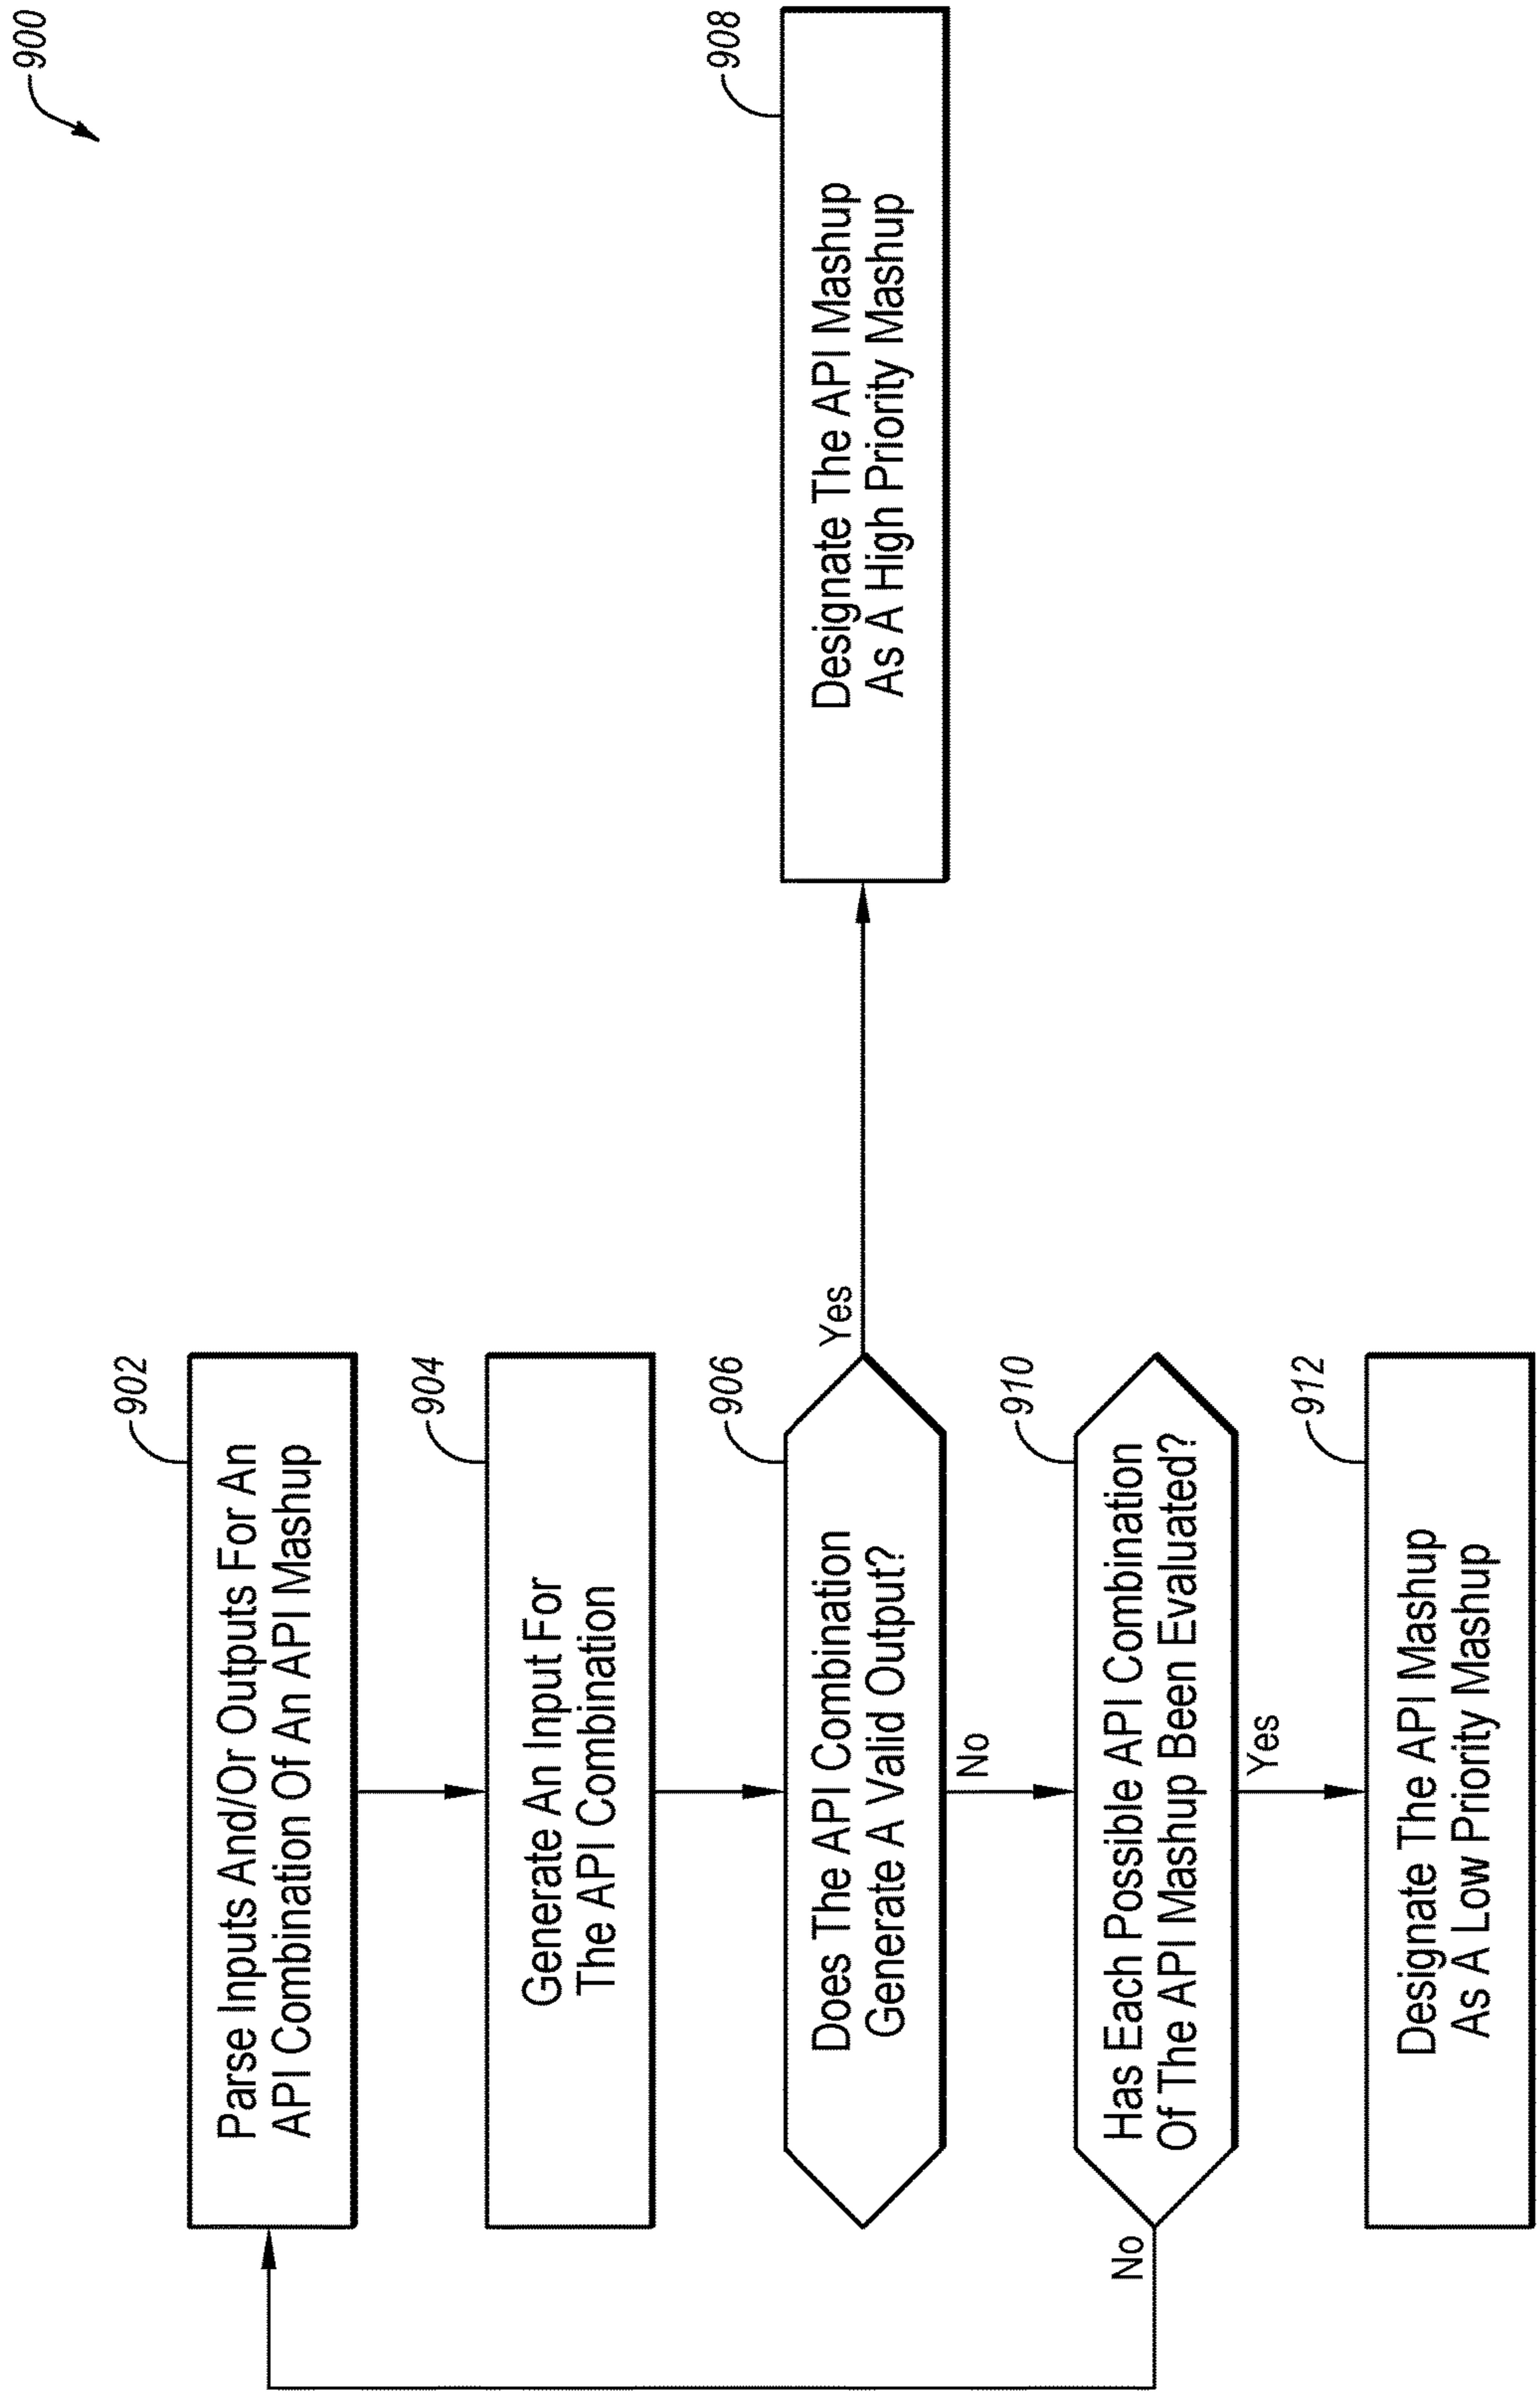 900
902
Parse Inputs And/Or Outputs For An
API Combination Of An API Mashup
904
Generate An Input For
The API Combination
906
Does The API Combination
Generate A Valid Output?
Yes
908
Designate The API Mashup
As A High Priority Mashup
No
910
Has Each Possible API Combination
Of The API Mashup Been Evaluated?
No
Yes
912
Designate The API Mashup
As A Low Priority Mashup